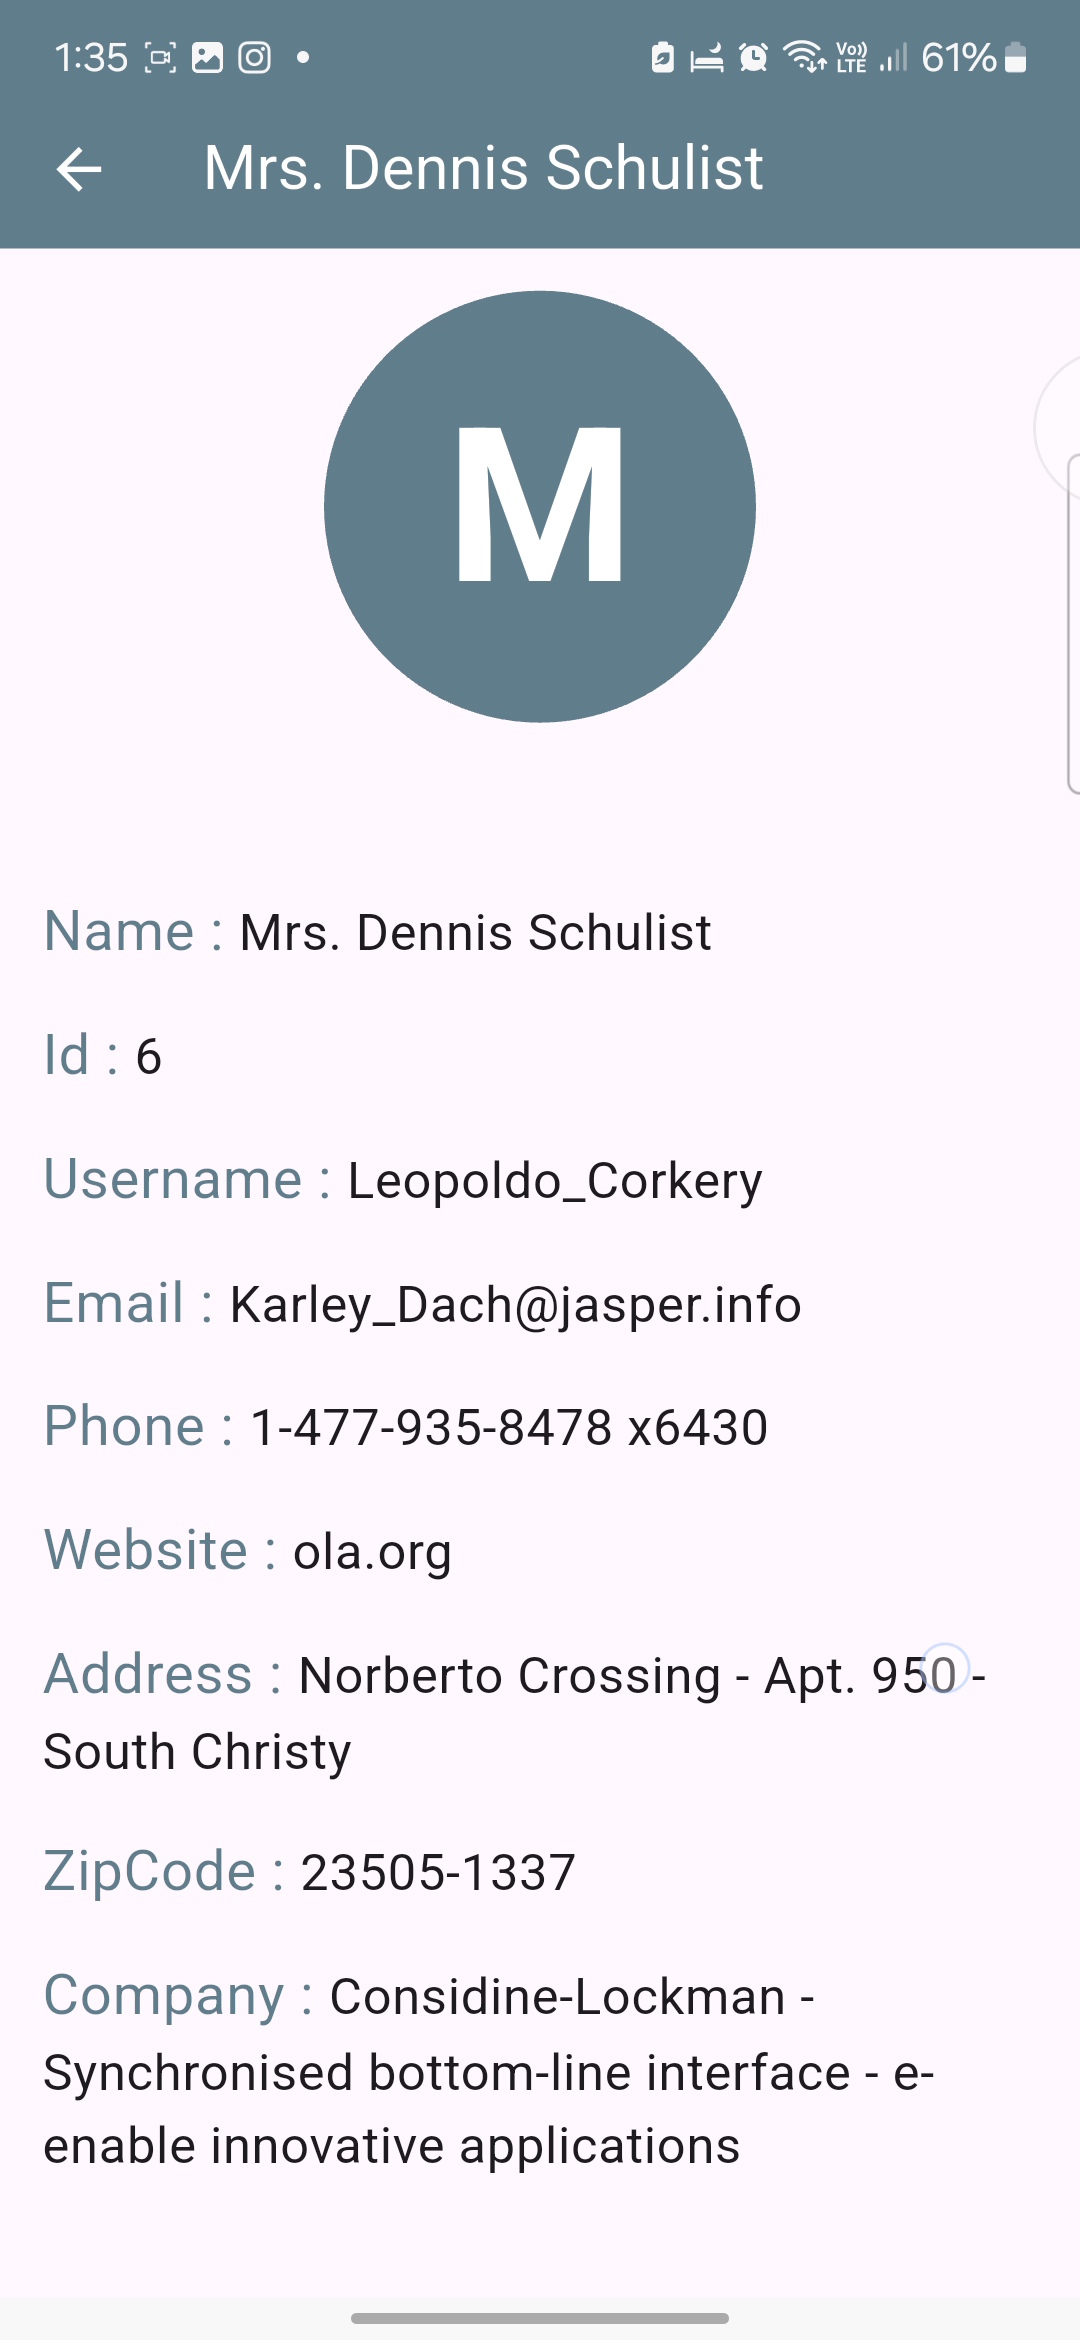 1:35 Vo)) LTE 61%
Mrs. Dennis Schulist
M
Name : Mrs. Dennis Schulist
Id : 6
Username : Leopoldo_Corkery
Email : Karley_Dach@jasper.info
Phone : 1-477-935-8478 x6430
Website : ola.org
Address : Norberto Crossing - Apt. 950 -
South Christy
ZipCode : 23505-1337
Company : Considine-Lockman -
Synchronised bottom-line interface - e-
enable innovative applications